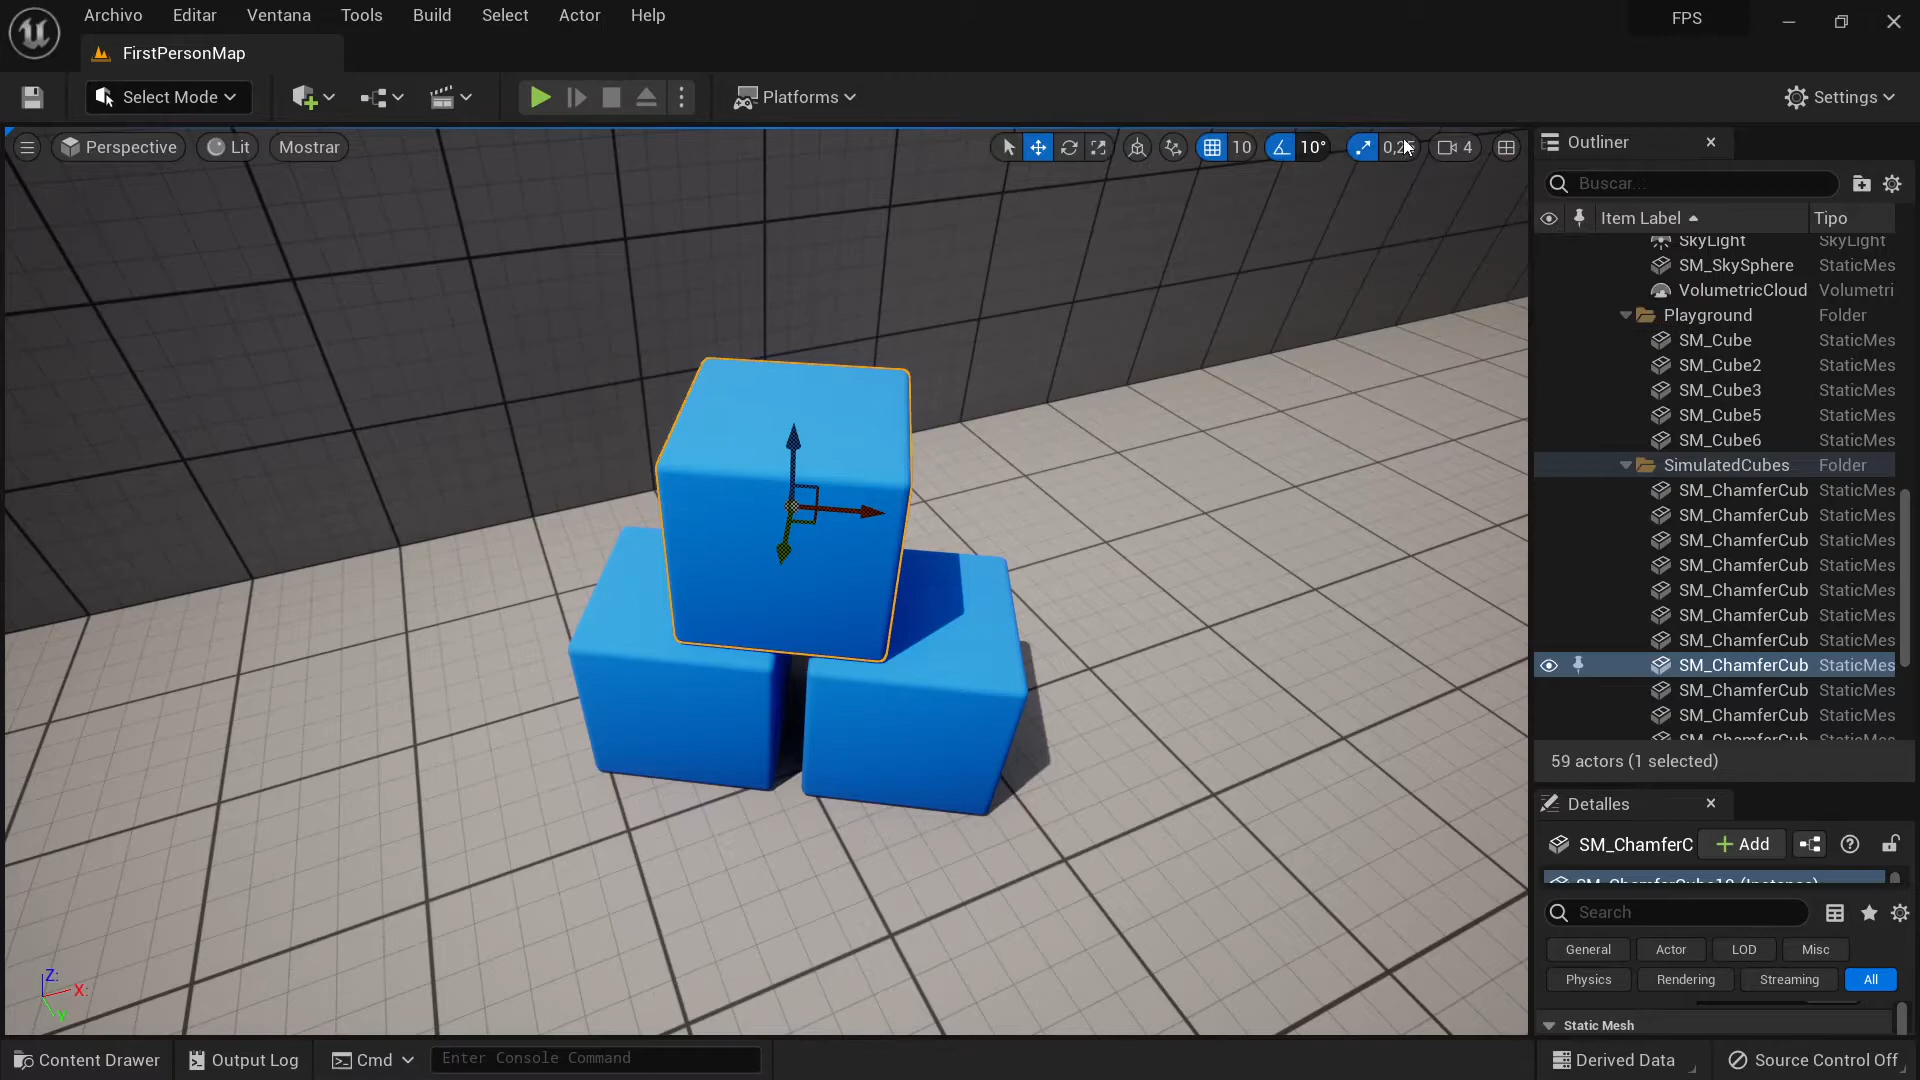 Archivo Editar Ventana Tools Build Select Actor Help FPS
FirstPersonMap
Select Mode Platforms Settings
Perspective Lit Mostrar 10 10° 4
Outliner
Buscar...
Item Label Tipo
SkyLight SkyLight
SM_SkySphere StaticMes
VolumetricCloud Volumetri
Playground Folder
SM_Cube StaticMes
SM_Cube2 StaticMes
SM_Cube3 StaticMes
SM_Cube5 StaticMes
SM_Cube6 StaticMes
SimulatedCubes Folder
SM_ChamferCub StaticMes
SM_ChamferCub StaticMes
SM_ChamferCub StaticMes
SM_ChamferCub StaticMes
SM_ChamferCub StaticMes
SM_ChamferCub StaticMes
SM_ChamferCub StaticMes
SM_ChamferCub StaticMes
SM_ChamferCub StaticMes
SM_ChamferCub StaticMes
59 actors (1 selected)
Detalles
SM_ChamferC Add
Search
General Actor LOD Misc
Physics Rendering Streaming All
Static Mesh
Z:
X:
Y
Content Drawer Output Log Cmd Enter Console Command Derived Data Source Control Off